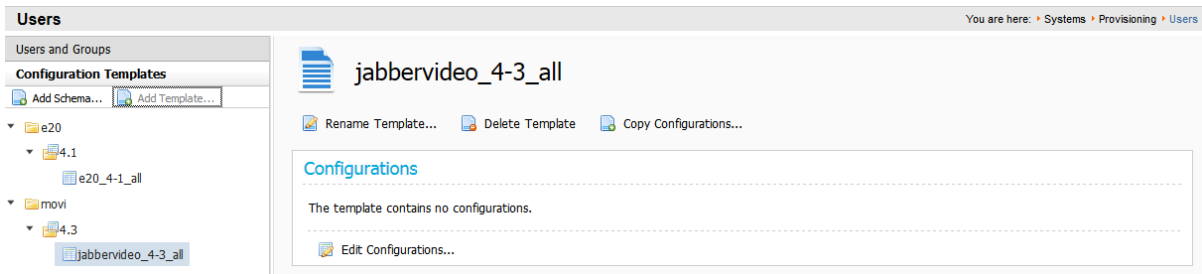 Users
You are here: Systems Provisioning Users
Users and Groups
Configuration Templates
Add Schema... Add Template...
e20
4.1
e20_4-1_all
movi
4.3
jabbervideo_4-3_all
jabbervideo_4-3_all
Rename Template... Delete Template Copy Configurations...
Configurations
The template contains no configurations.
Edit Configurations...